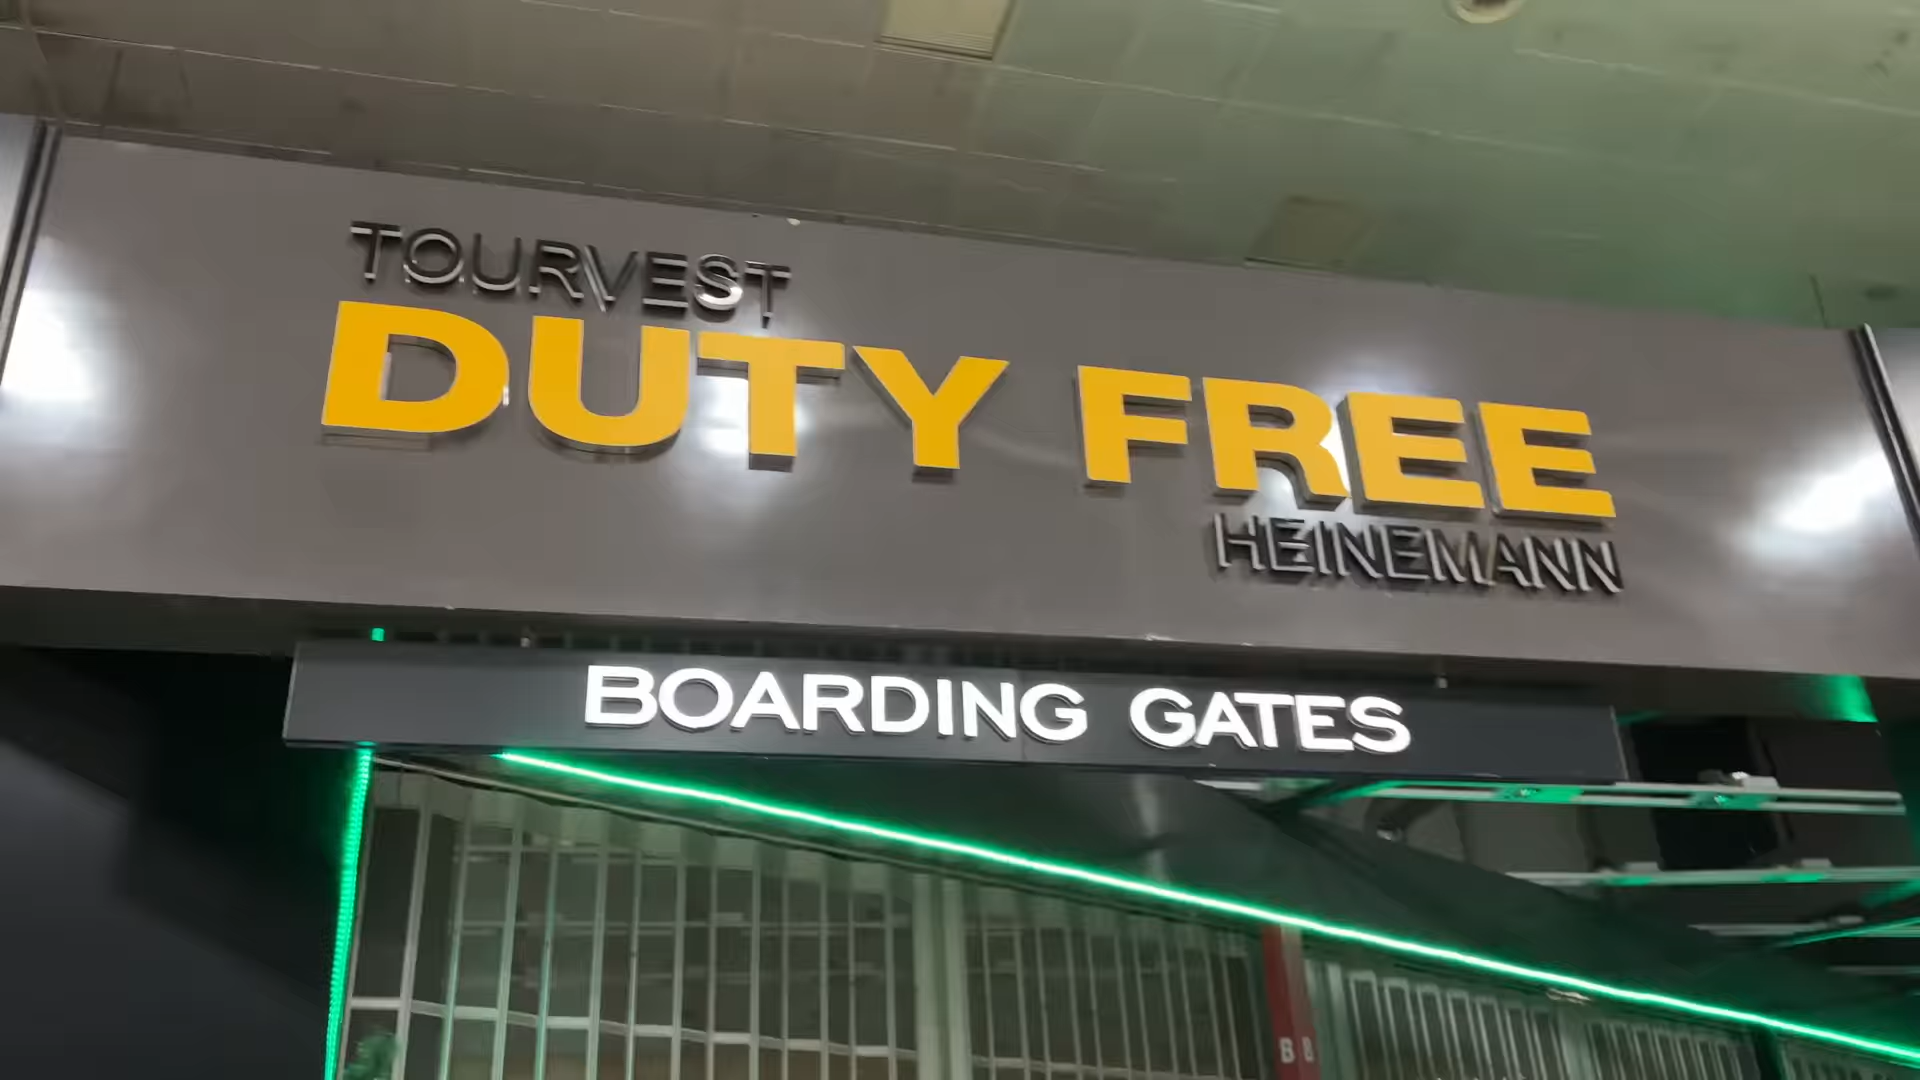 TOURVEST
DUTY FREE
HEINEMANN
BOARDING GATES
B B